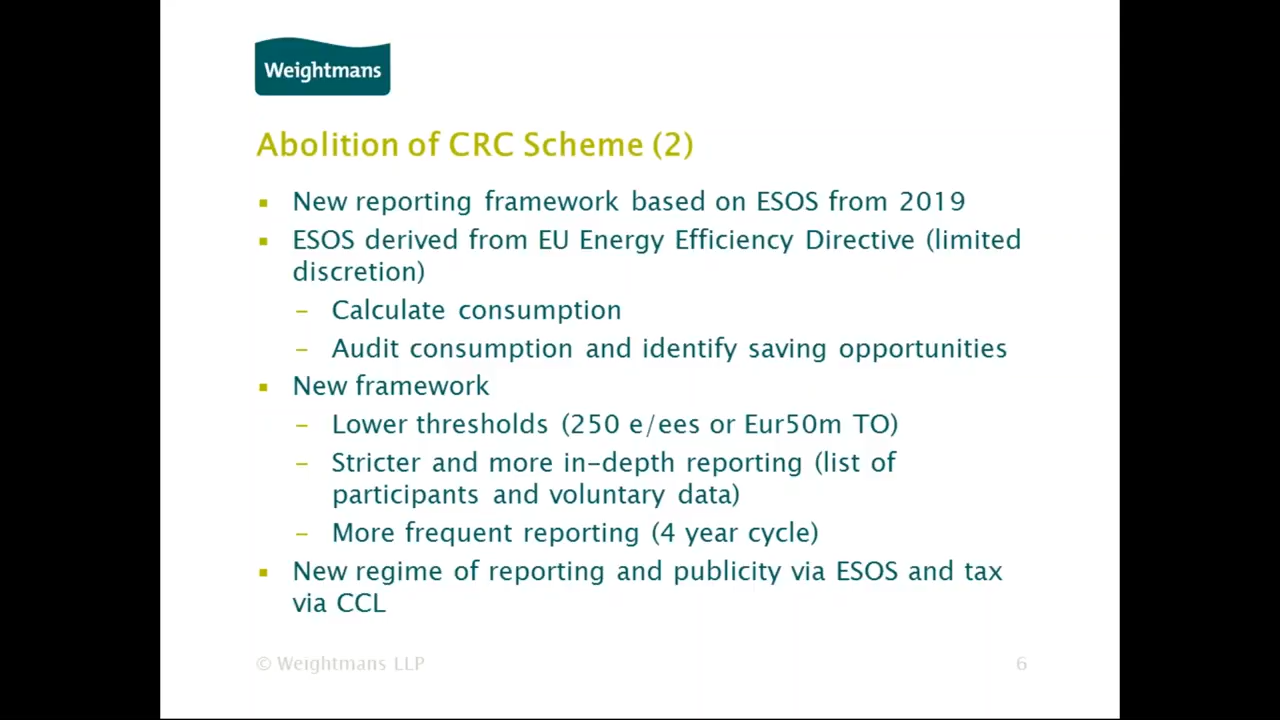 Weightmans
Abolition of CRC Scheme (2)
▪ New reporting framework based on ESOS from 2019
▪ ESOS derived from EU Energy Efficiency Directive (limited
discretion)
– Calculate consumption
– Audit consumption and identify saving opportunities
▪ New framework
– Lower thresholds (250 e/ees or Eur50m TO)
– Stricter and more in-depth reporting (list of
participants and voluntary data)
– More frequent reporting (4 year cycle)
▪ New regime of reporting and publicity via ESOS and tax
via CCL
© Weightmans LLP
6